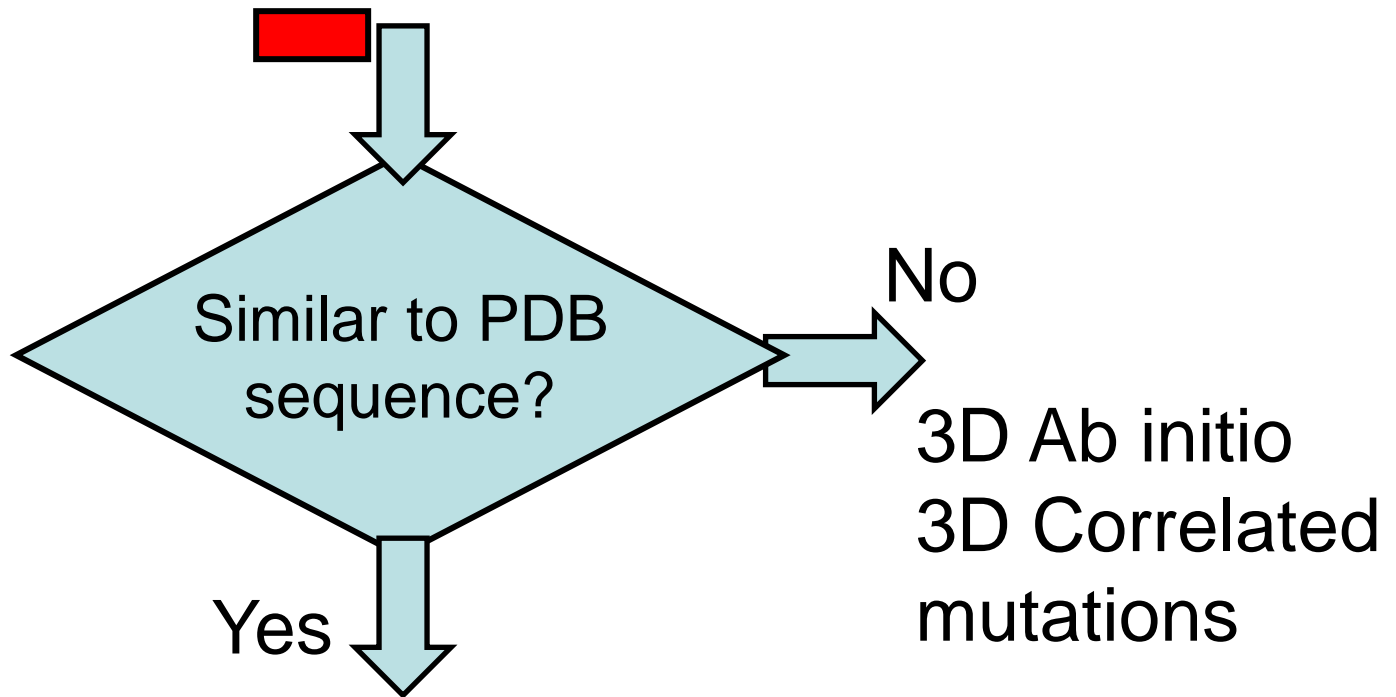 No
Similar to PDB
sequence?
3D Ab initio
3D Correlated
mutations
Yes